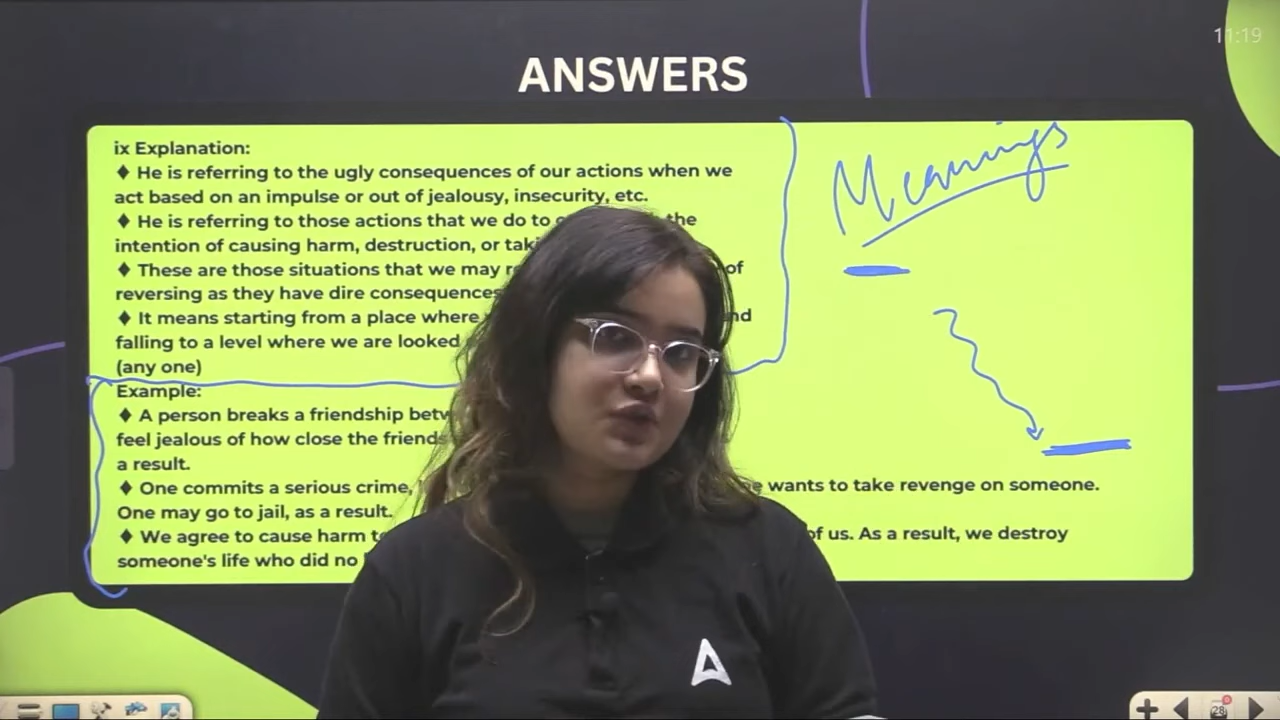 11:19
ANSWERS
ix Explanation:
♦ He is referring to the ugly consequences of our actions when we
act based on an impulse or out of jealousy, insecurity, etc.
♦ He is referring to those actions that we do to the
intention of causing harm, destruction, or
♦ These are those situations that we may of
reversing as they have dire consequences
♦ It means starting from a place where
falling to a level where we are looked
(any one)
Example:
♦ A person breaks a friendship
feel jealous of how close the
a result.
♦ One commits a serious crime, wants to take revenge on someone.
One may go to jail, as a result.
♦ We agree to cause harm of us. As a result, we destroy
someone's life who did no
Meanings
28